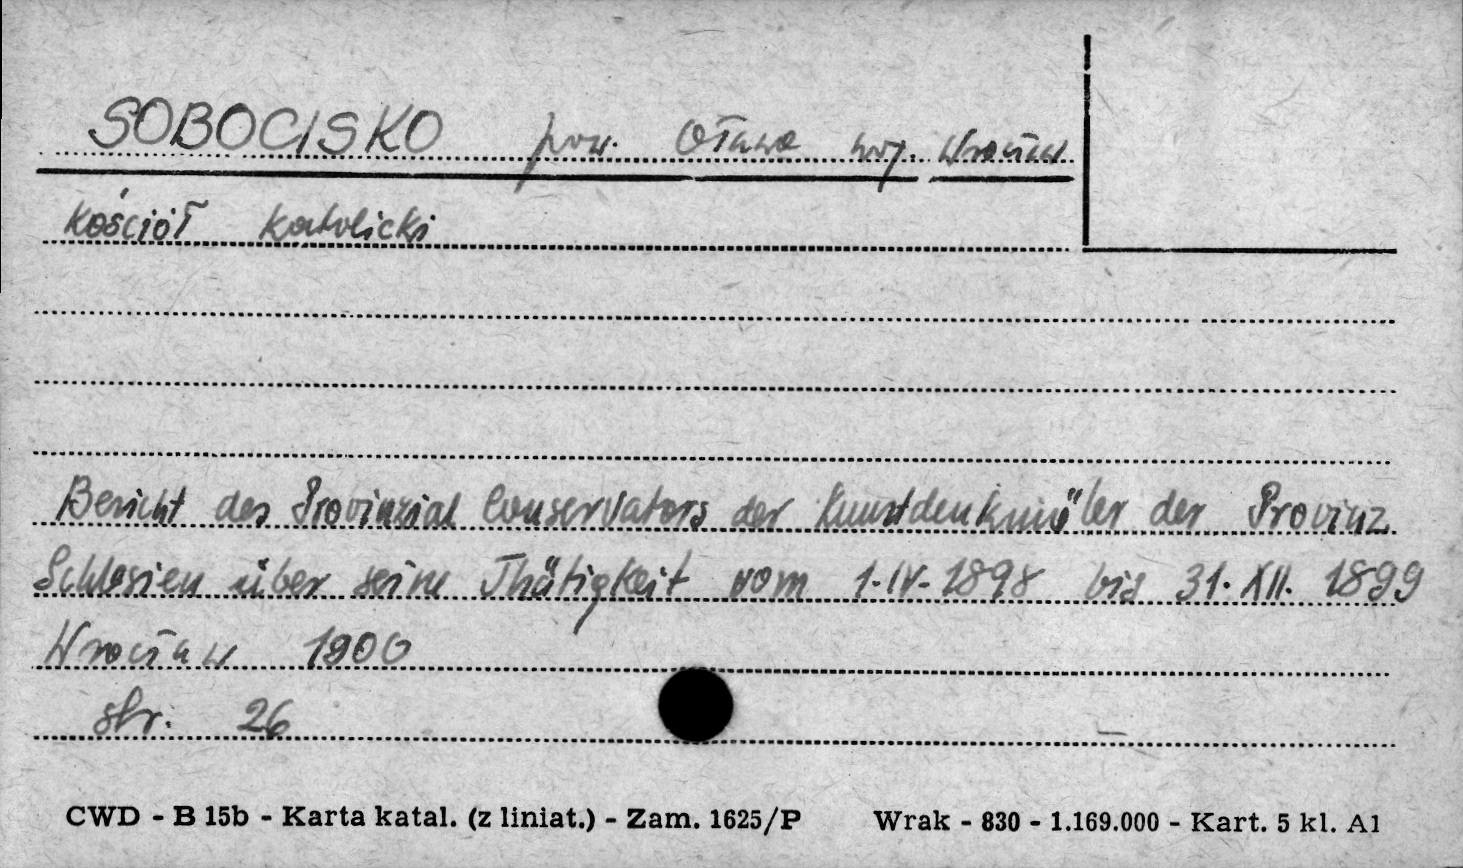 SOBOCISKO pow. Oława woj. Wrocław
Kościół Katolicki
Bericht des Provinzial Conservators der Kunstdenkmäler der Provinz
Schlesien über seine Thätigkeit vom 1.IV.1898 bis 31.XII.1899
Wrocław 1900
str. 26
CWD - B 15b - Karta katal. (z liniat.) - Zam. 1625/P Wrak - 830 - 1.169.000 - Kart. 5 kl. A1